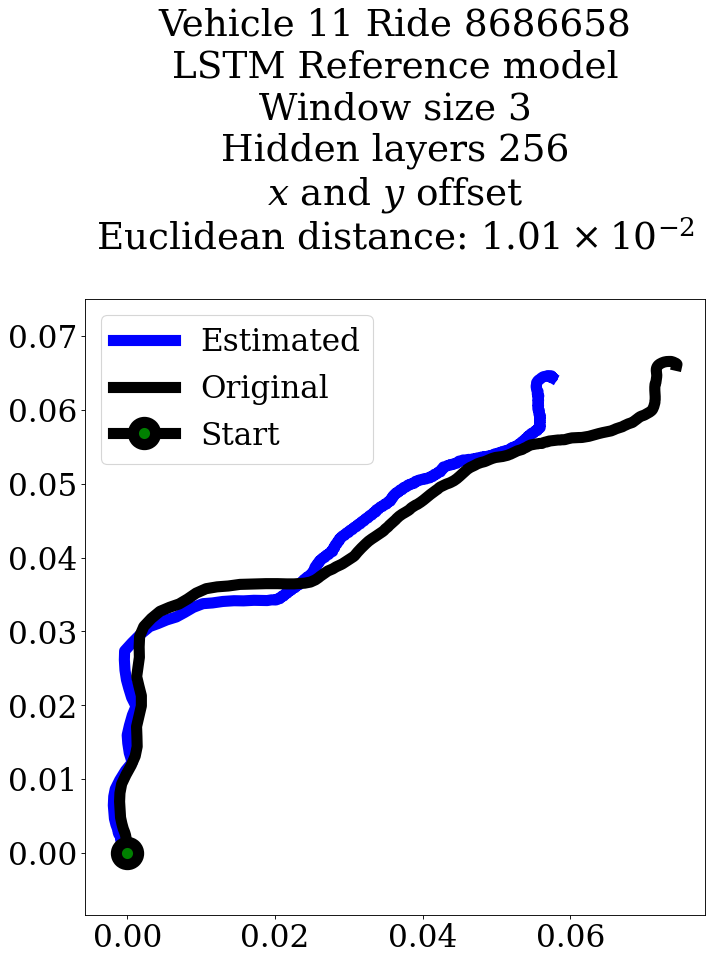 Vehicle 11 Ride 8686658
LSTM Reference model
Window size 3
Hidden layers 256
x and y offset
Euclidean distance: 1.01 × 10⁻²
Estimated
Original
Start
0.07
0.06
0.05
0.04
0.03
0.02
0.01
0.00
0.00 0.02 0.04 0.06